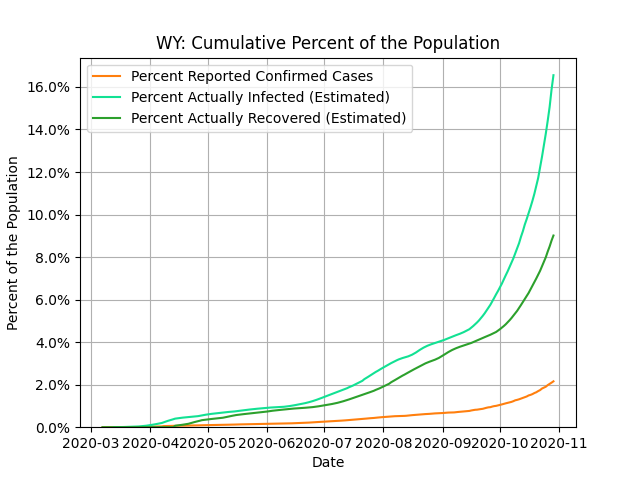 WY: Cumulative Percent of the Population
Percent Reported Confirmed Cases
Percent Actually Infected (Estimated)
Percent Actually Recovered (Estimated)
16.0%
14.0%
12.0%
10.0%
8.0%
6.0%
4.0%
2.0%
0.0%
Percent of the Population
2020-03 2020-04 2020-05 2020-06 2020-07 2020-08 2020-09 2020-10 2020-11
Date